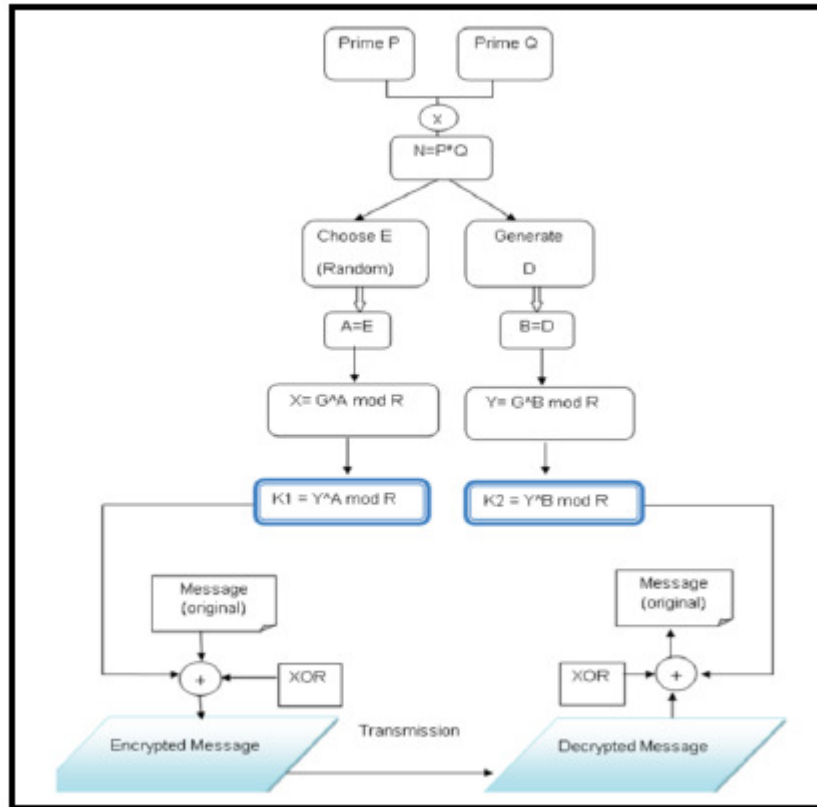 Prime P
Prime Q
x
N=P*Q
Choose E
(Random)
Generate
D
A=E
B=D
X= G^A mod R
Y= G^B mod R
K1 = Y^A mod R
K2 = Y^B mod R
Message
(original)
Message
(original)
+
XOR
XOR
+
Encrypted Message
Transmission
Decrypted Message